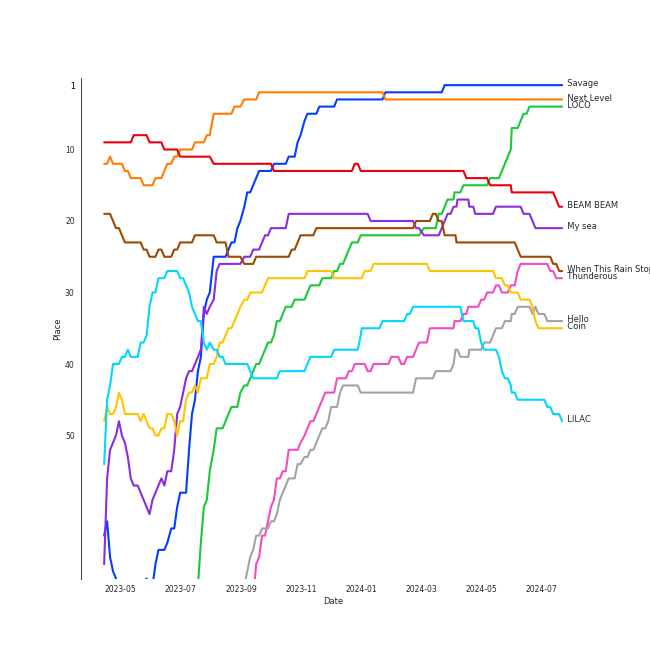 1
10
20
30
40
50
Place
Savage
Next Level
LOCO
BEAM BEAM
My sea
When This Rain Stop
Thunderous
Hello
Coin
LILAC
2023-05
2023-07
2023-09
2023-11
2024-01
2024-03
2024-05
2024-07
Date